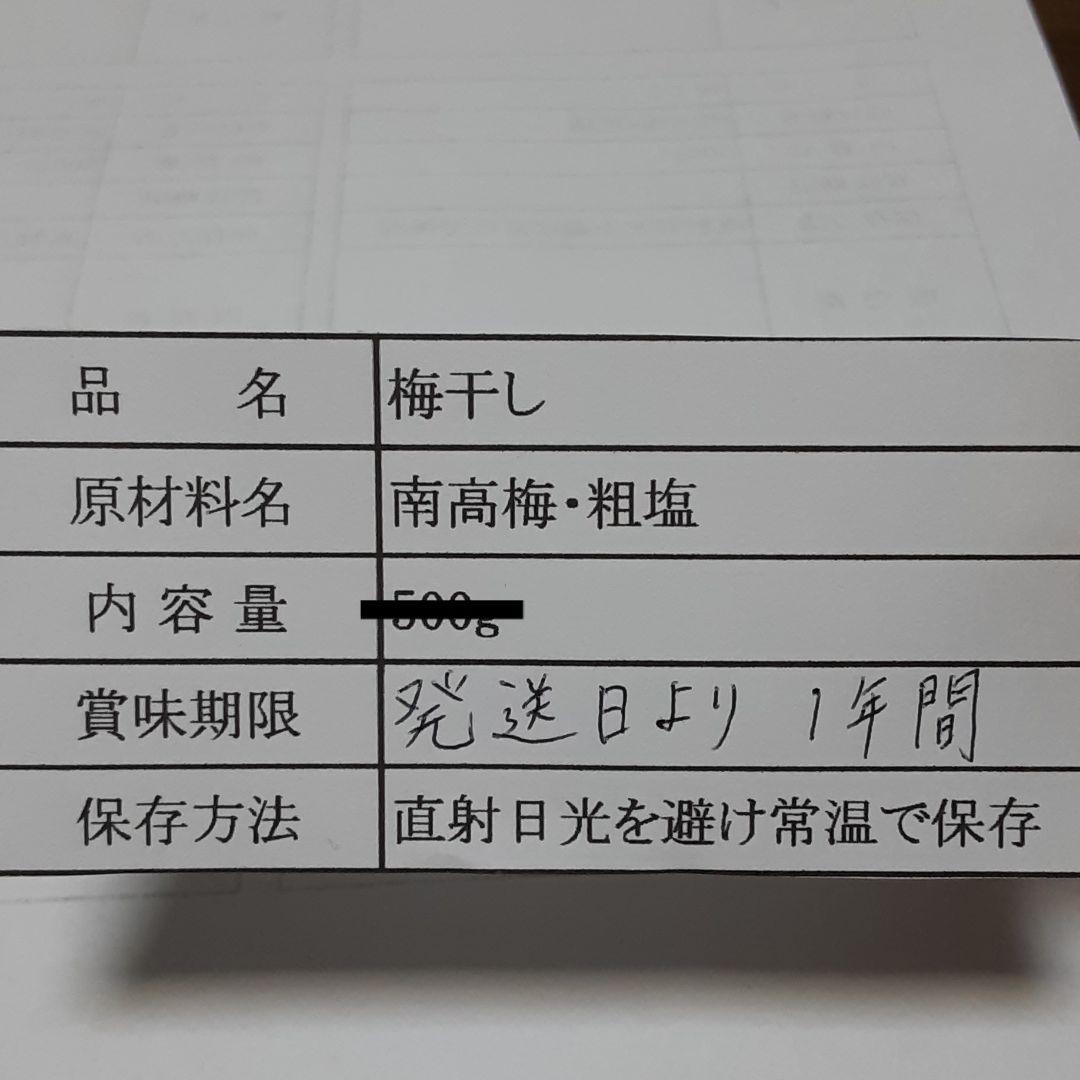 品名 梅干し
原材料名 南高梅・粗塩
内容量 500g
賞味期限 発送日より 1年間
保存方法 直射日光を避け常温で保存